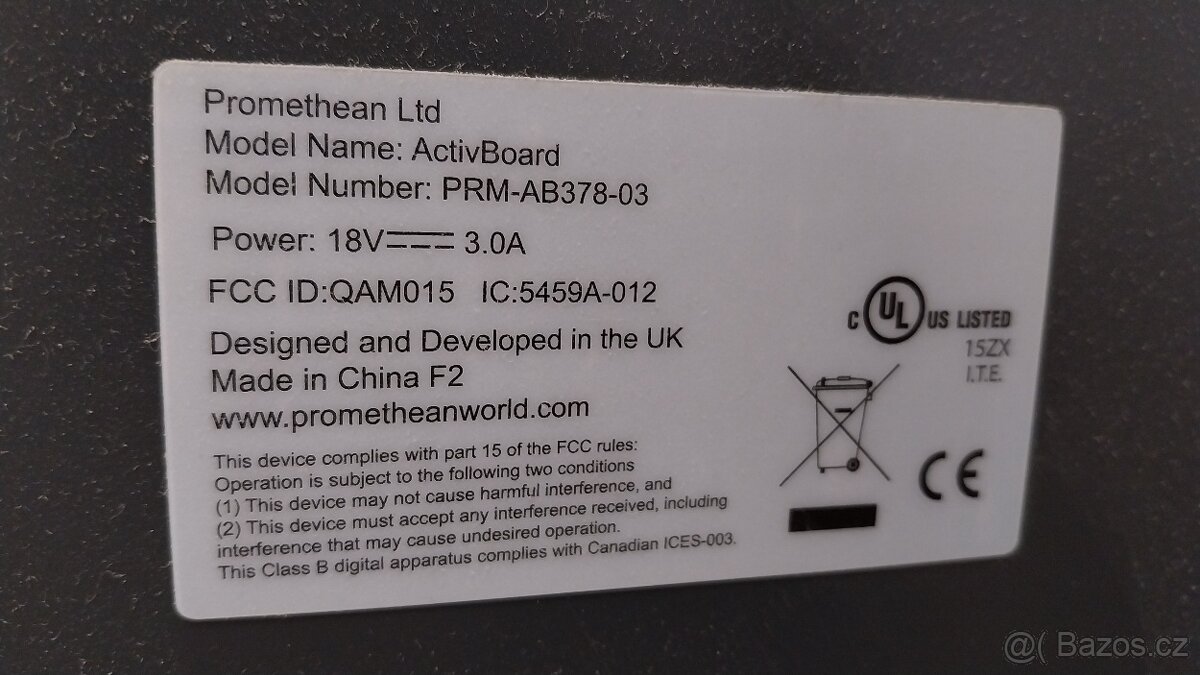 Promethean Ltd
Model Name: ActivBoard
Model Number: PRM-AB378-03
Power: 18V 3.0A
FCC ID:QAM015 IC:5459A-012
Designed and Developed in the UK
Made in China F2
www.prometheanworld.com
This device complies with part 15 of the FCC rules:
Operation is subject to the following two conditions
(1) This device may not cause harmful interference, and
(2) This device must accept any interference received, including
interference that may cause undesired operation.
This Class B digital apparatus complies with Canadian ICES-003.
C UL US LISTED
15ZX
I.T.E.
CE
@( Bazos.cz